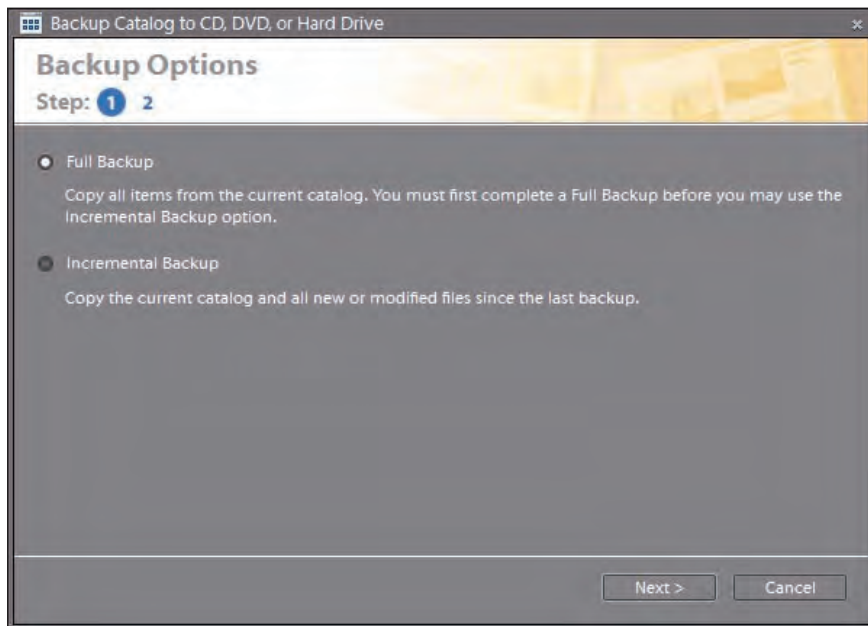 Backup Catalog to CD, DVD, or Hard Drive
Backup Options
Step: 1 2
Full Backup
Copy all items from the current catalog. You must first complete a Full Backup before you may use the
Incremental Backup option.
Incremental Backup
Copy the current catalog and all new or modified files since the last backup.
Next > Cancel